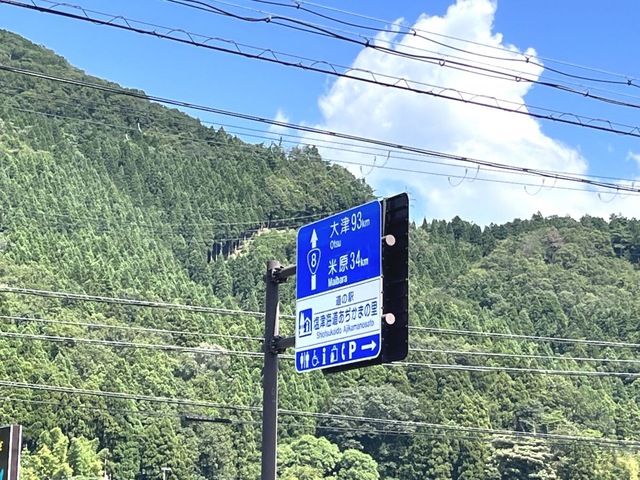 大津 93km
Otsu
8
米原 34km
Maibara
道の駅
塩津海道あぢかまの里
Shiotsukaido Ajikamanosato
P